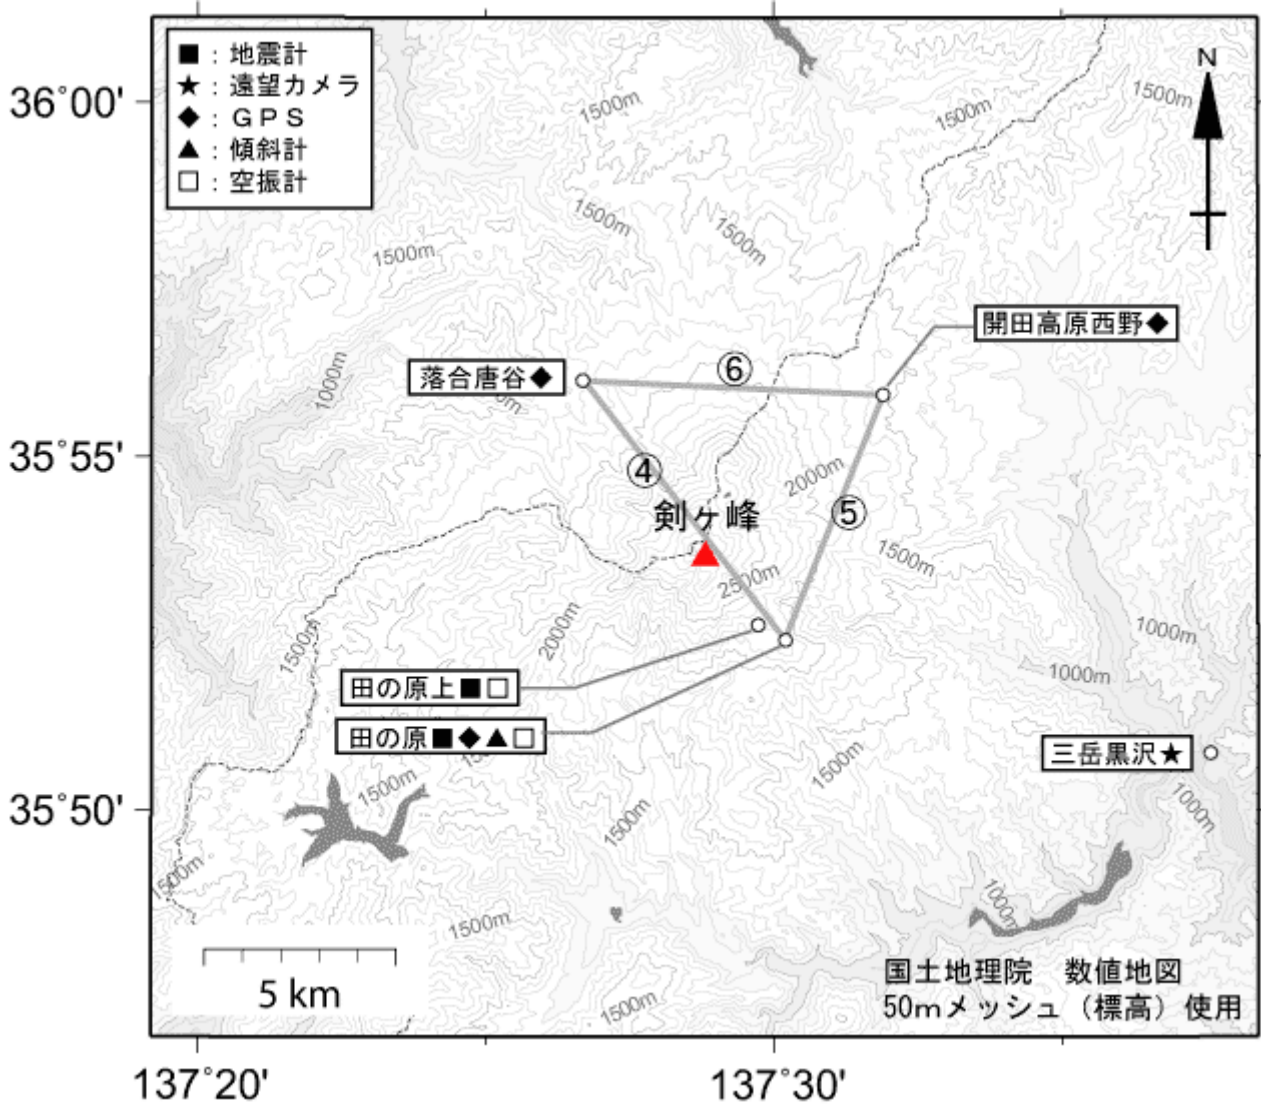 ■：地震計
★：遠望カメラ
◆：ＧＰＳ
▲：傾斜計
□：空振計
N
36°00'
35°55'
35°50'
137°20'
137°30'
1500m
1500m
1500m
1500m
1500m
1500m
1000m
開田高原西野◆
落合唐谷◆
⑥
④
⑤
2000m
剣ヶ峰
1500m
2500m
2000m
1500m
1000m
1000m
田の原上■□
田の原■◆▲□
三岳黒沢★
1500m
1500m
1500m
1000m
1500m
1000m
1500m
1500m
5 km
国土地理院　数値地図
50mメッシュ（標高）使用